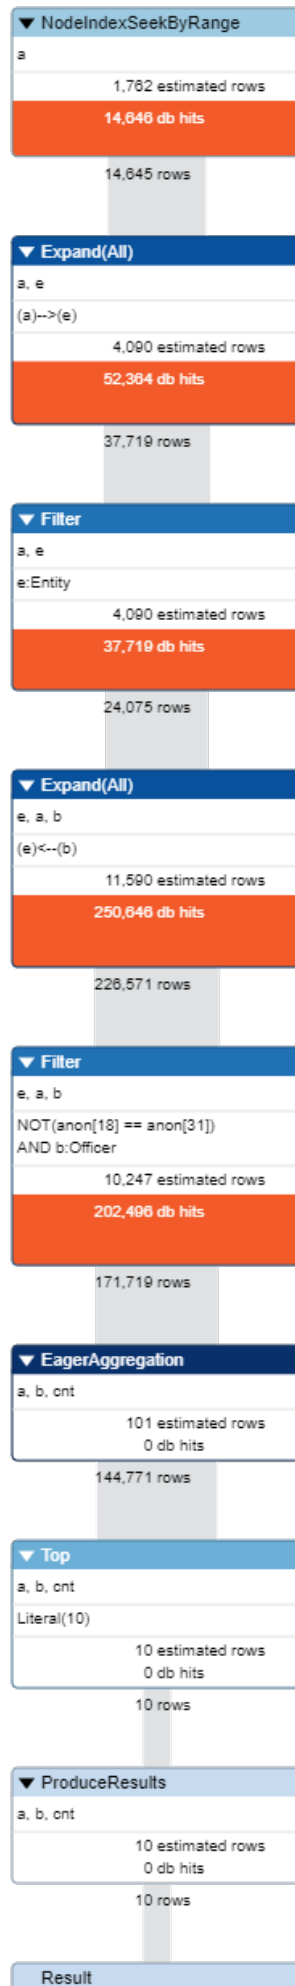 ▼ NodeIndexSeekByRange
a
1,762 estimated rows
14,646 db hits
14,645 rows
▼ Expand(All)
a, e
(a)-->(e)
4,090 estimated rows
52,364 db hits
37,719 rows
▼ Filter
a, e
e:Entity
4,090 estimated rows
37,719 db hits
24,075 rows
▼ Expand(All)
e, a, b
(e)<--(b)
11,590 estimated rows
250,646 db hits
226,571 rows
▼ Filter
e, a, b
NOT(anon[18] == anon[31])
AND b:Officer
10,247 estimated rows
202,496 db hits
171,719 rows
▼ EagerAggregation
a, b, cnt
101 estimated rows
0 db hits
144,771 rows
▼ Top
a, b, cnt
Literal(10)
10 estimated rows
0 db hits
10 rows
▼ ProduceResults
a, b, cnt
10 estimated rows
0 db hits
10 rows
Result